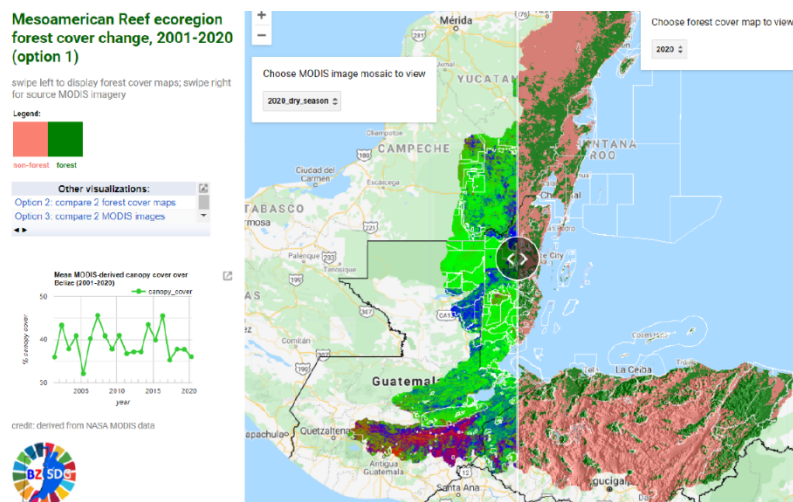 Mesoamerican Reef ecoregion
forest cover change, 2001-2020
(option 1)
swipe left to display forest cover maps; swipe right
for source MODIS imagery
Legend:
non-forest forest
Other visualizations:
Option 2: compare 2 forest cover maps
Option 3: compare 2 MODIS images
Mean MODIS-derived canopy cover over
Belize (2001-2020)
canopy_cover
% canopy cover
50
40
30
2005 2010 2015 2020
year
credit: derived from NASA MODIS data
BZ SDG
+
−
Choose MODIS image mosaic to view
2020_dry_season
Choose forest cover map to view
2020
Mérida
YUCATAN
Champotón
CAMPECHE
Ciudad del
Carmen
Escárcega
TABASCO
Palenque
Tenosique
Comitán
Guatemala
Quetzaltenango
Antigua
Guatemala
Santa Ana
La Ceiba